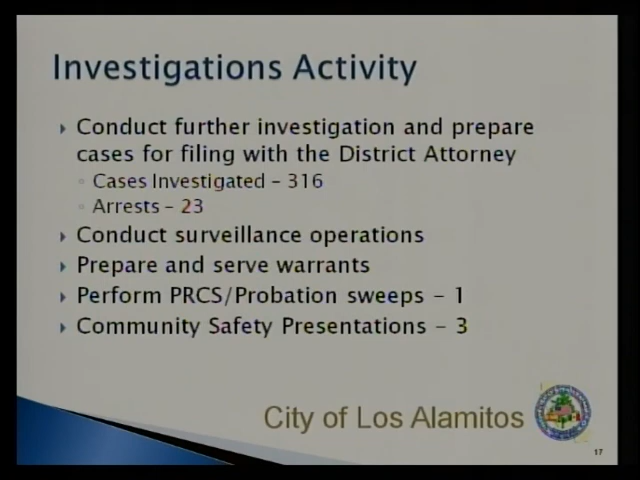 Investigations Activity
Conduct further investigation and prepare
cases for filing with the District Attorney
Cases Investigated – 316
Arrests – 23
Conduct surveillance operations
Prepare and serve warrants
Perform PRCS/Probation sweeps – 1
Community Safety Presentations – 3
City of Los Alamitos
17